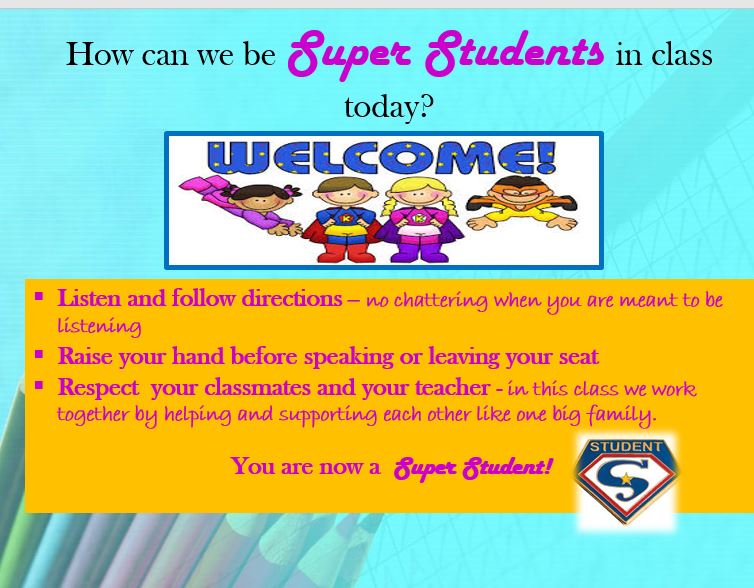 How can we be Super Students in class
today?
WELCOME!
K K
▪ Listen and follow directions – no chattering when you are meant to be
listening
▪ Raise your hand before speaking or leaving your seat
▪ Respect  your classmates and your teacher - in this class we work
together by helping and supporting each other like one big family.
You are now a  Super Student!
STUDENT
S